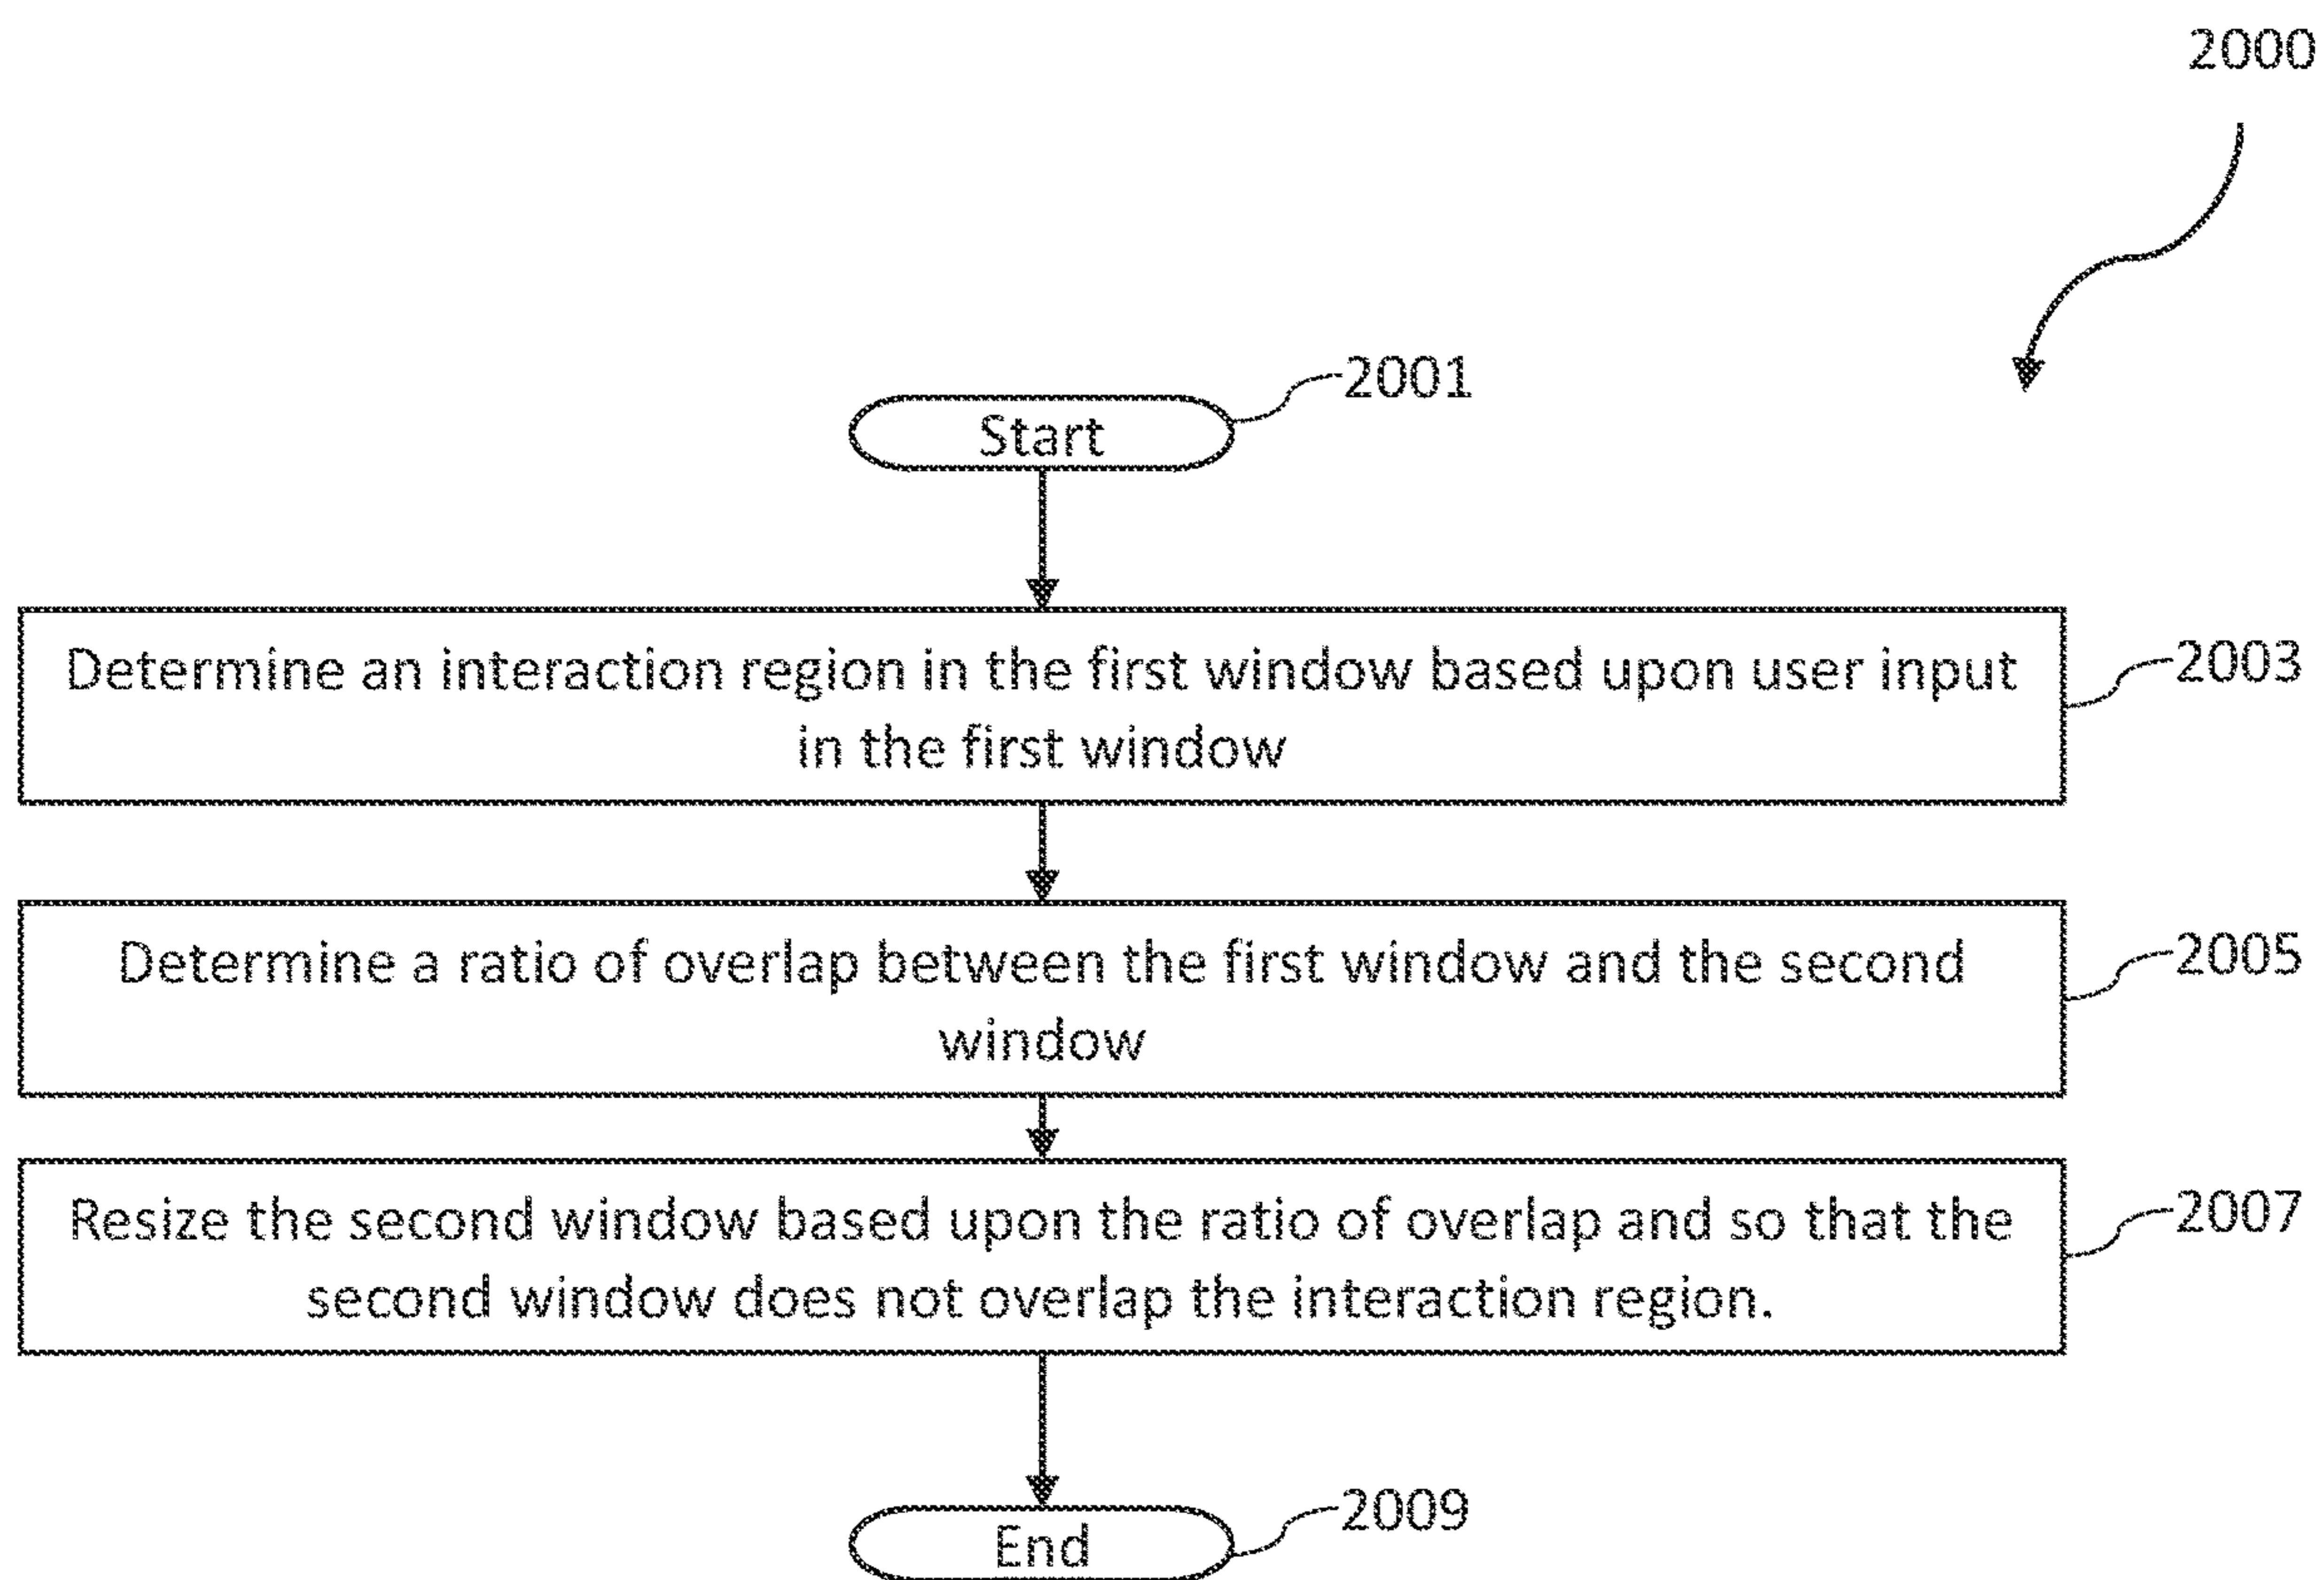 2000
2001
Start
Determine an interaction region in the first window based upon user input
in the first window
2003
Determine a ratio of overlap between the first window and the second
window
2005
Resize the second window based upon the ratio of overlap and so that the
second window does not overlap the interaction region.
2007
2009
End